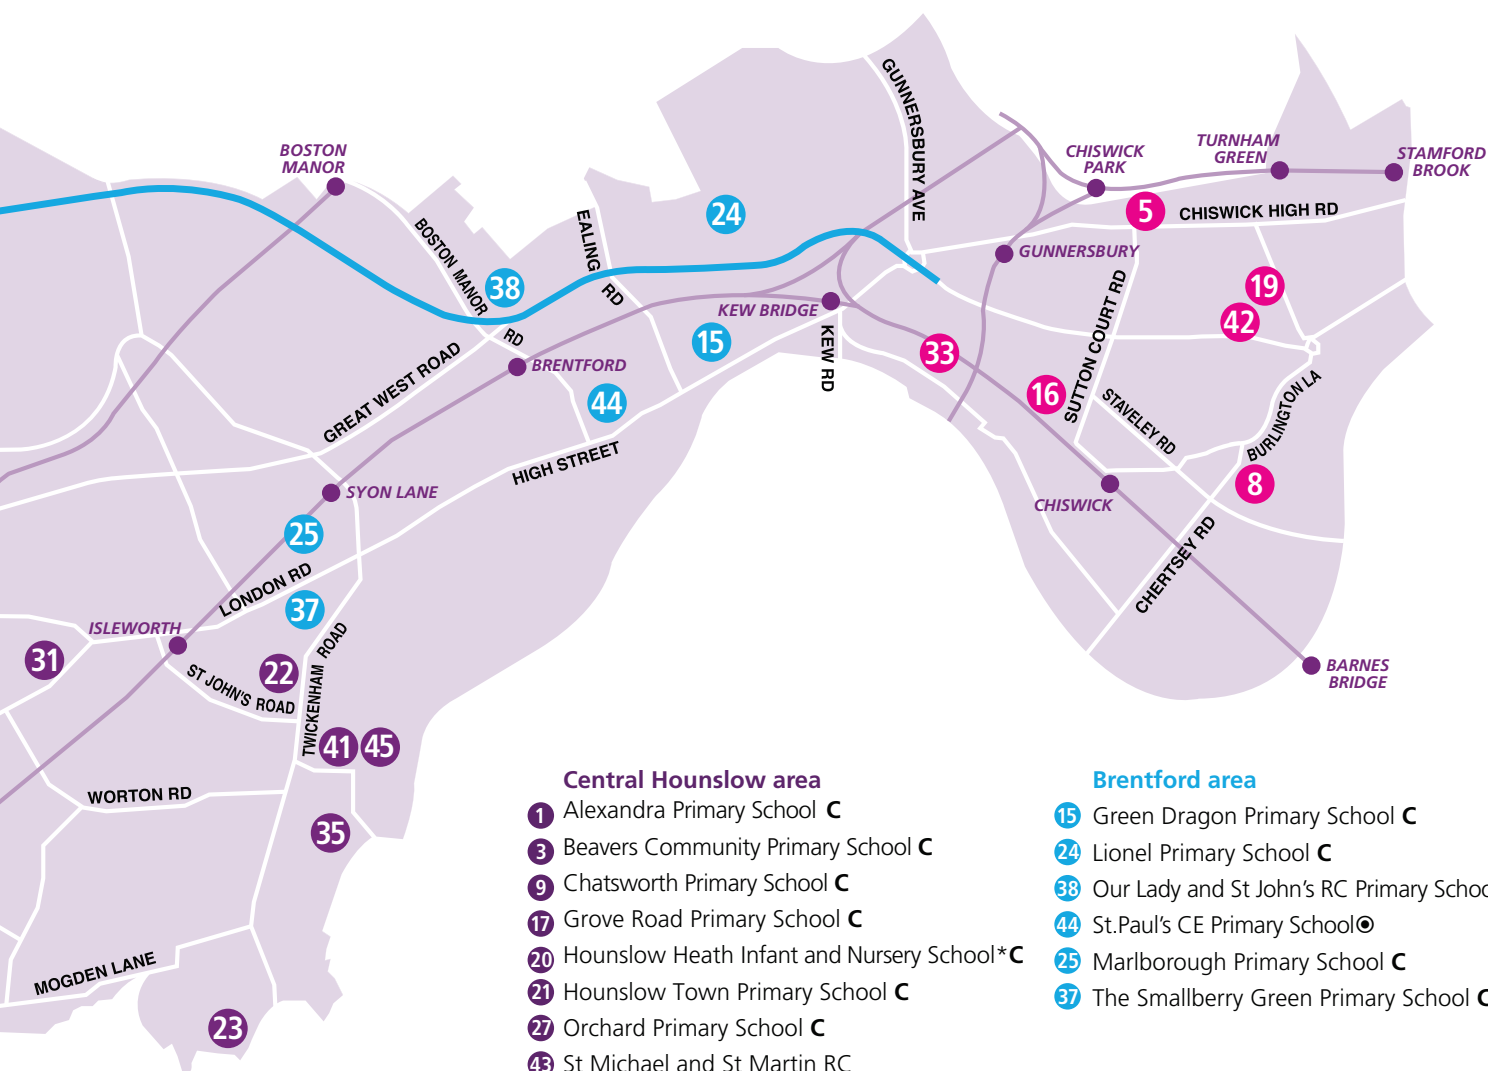 BOSTON
MANOR
GUNNERSBURY AVE
CHISWICK
PARK
TURNHAM
GREEN
STAMFORD
BROOK
5
CHISWICK HIGH RD
24
EALING
RD
BOSTON MANOR
RD
38
GUNNERSBURY
19
42
KEW BRIDGE
15
KEW RD
33
SUTTON COURT RD
16
STAVELEY RD
BURLINGTON LA
8
BRENTFORD
44
GREAT WEST ROAD
HIGH STREET
SYON LANE
25
CHISWICK
CHERTSEY RD
LONDON RD
37
ISLEWORTH
31
22
ST JOHN'S ROAD
TWICKENHAM ROAD
BARNES
BRIDGE
41
45
WORTON RD
35
MOGDEN LANE
23
Central Hounslow area
1 Alexandra Primary School C
3 Beavers Community Primary School C
9 Chatsworth Primary School C
17 Grove Road Primary School C
20 Hounslow Heath Infant and Nursery School*C
21 Hounslow Town Primary School C
27 Orchard Primary School C
43 St Michael and St Martin RC
Brentford area
15 Green Dragon Primary School C
24 Lionel Primary School C
38 Our Lady and St John's RC Primary Schoo
44 St.Paul's CE Primary School◉
25 Marlborough Primary School C
37 The Smallberry Green Primary School C